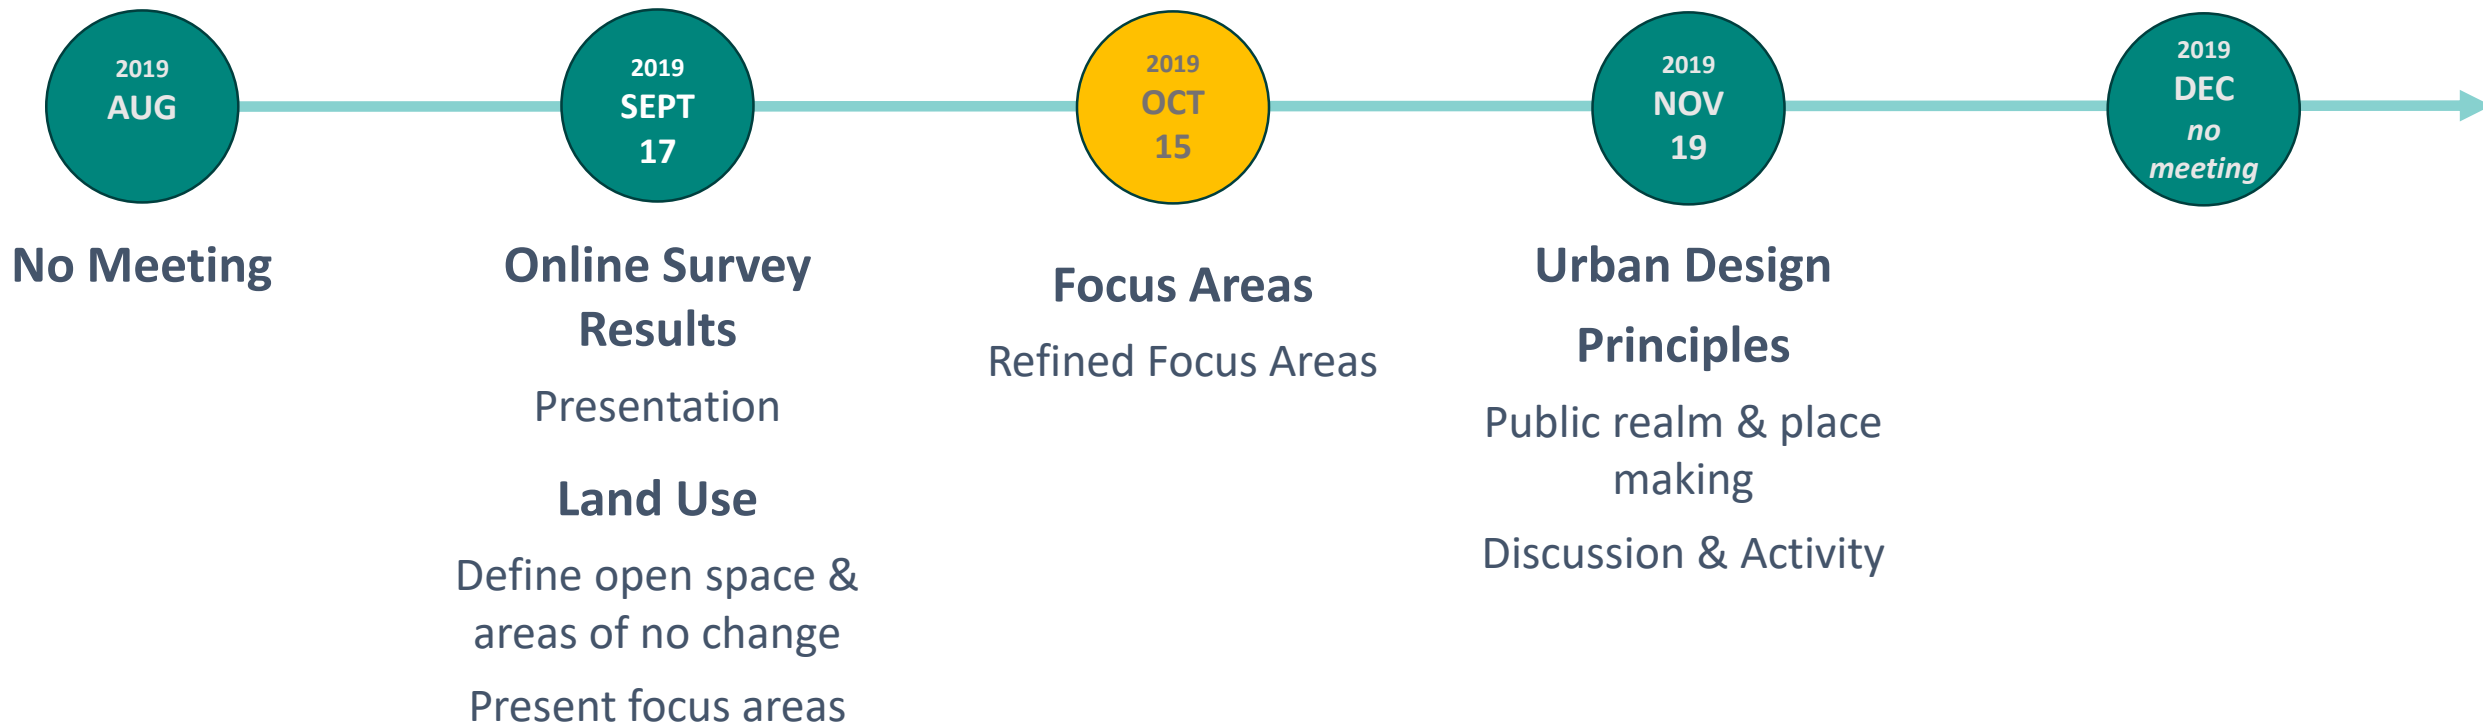 2019
AUG
No Meeting
2019
SEPT
17
Online Survey
Results
Presentation
Land Use
Define open space &
areas of no change
Present focus areas
2019
OCT
15
Focus Areas
Refined Focus Areas
2019
NOV
19
Urban Design
Principles
Public realm & place
making
Discussion & Activity
2019
DEC
no
meeting